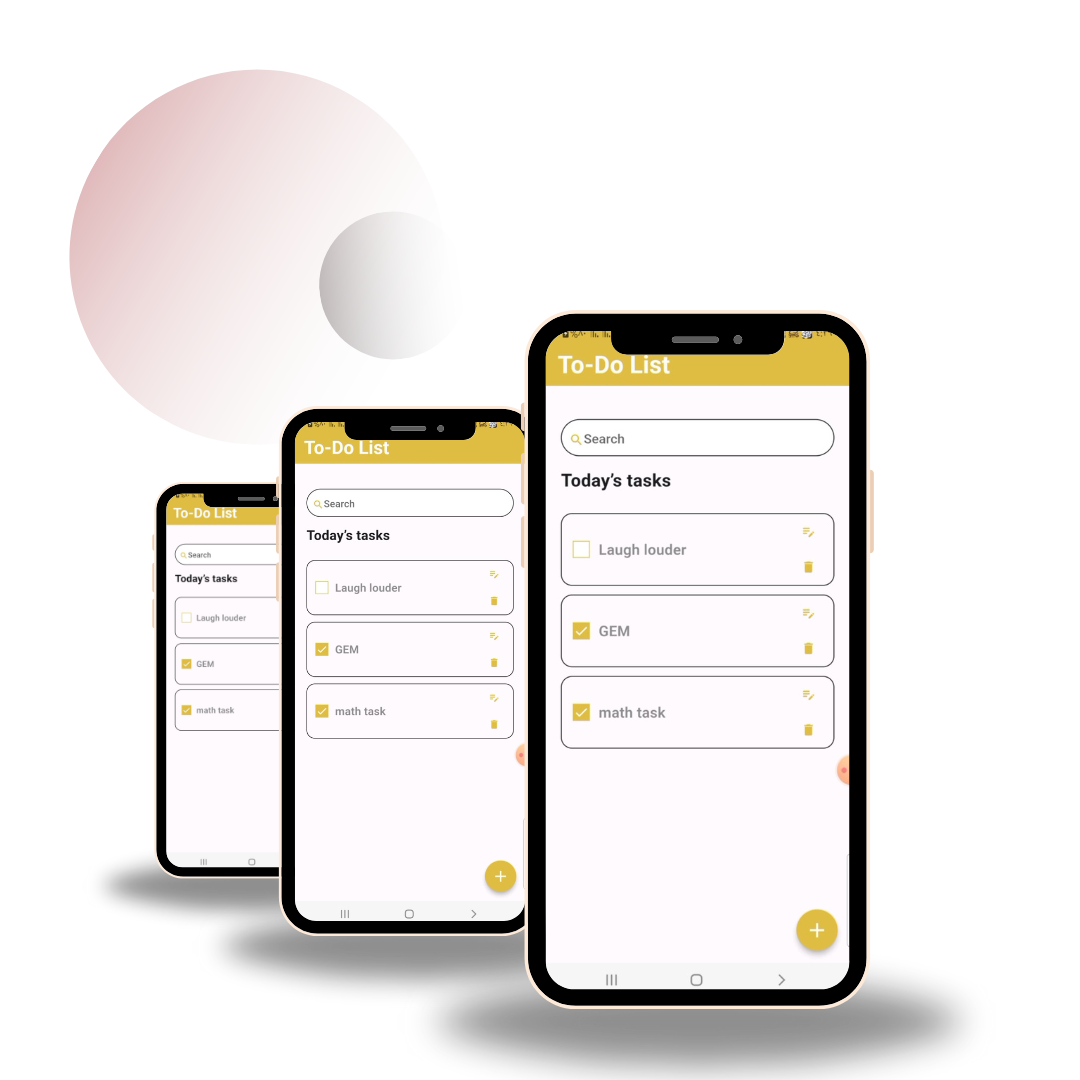 To-Do List
Search
Today's tasks
Laugh louder
GEM
math task
To-Do List
Search
Today's tasks
Laugh louder
GEM
math task
To-Do List
Search
Today's tasks
Laugh louder
GEM
math task